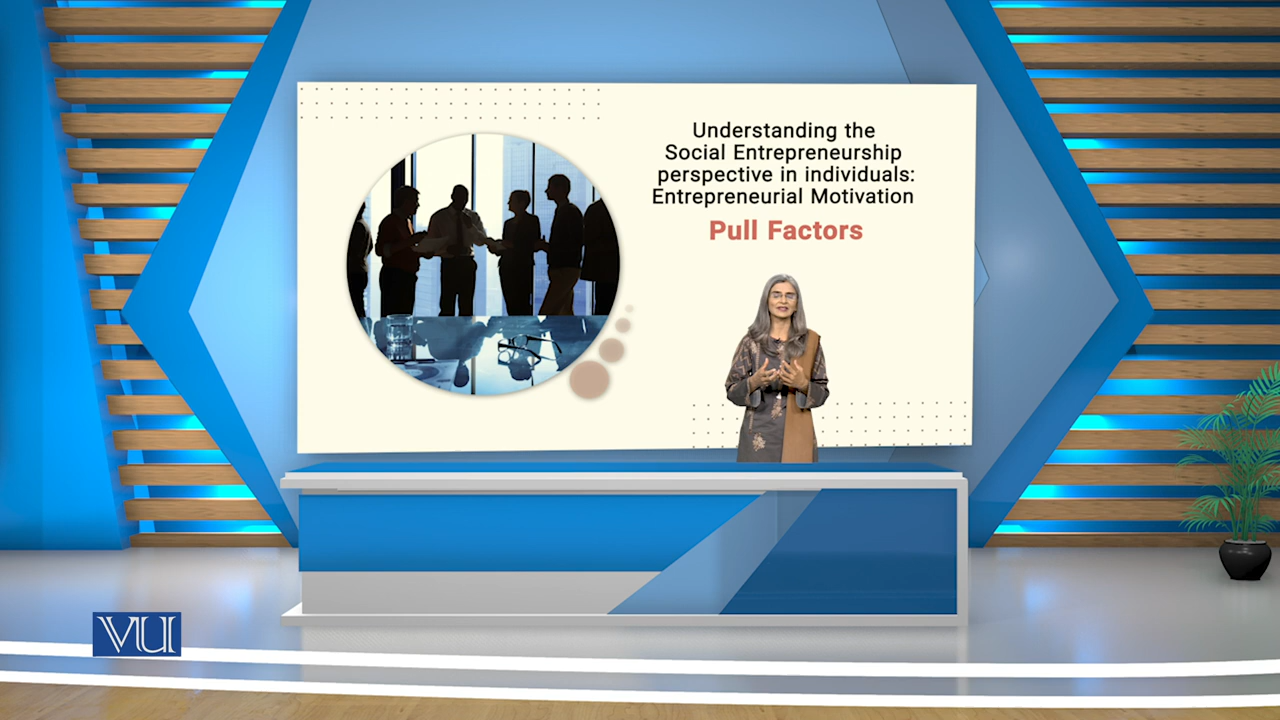 Understanding the
Social Entrepreneurship
perspective in individuals:
Entrepreneurial Motivation
Pull Factors
VU